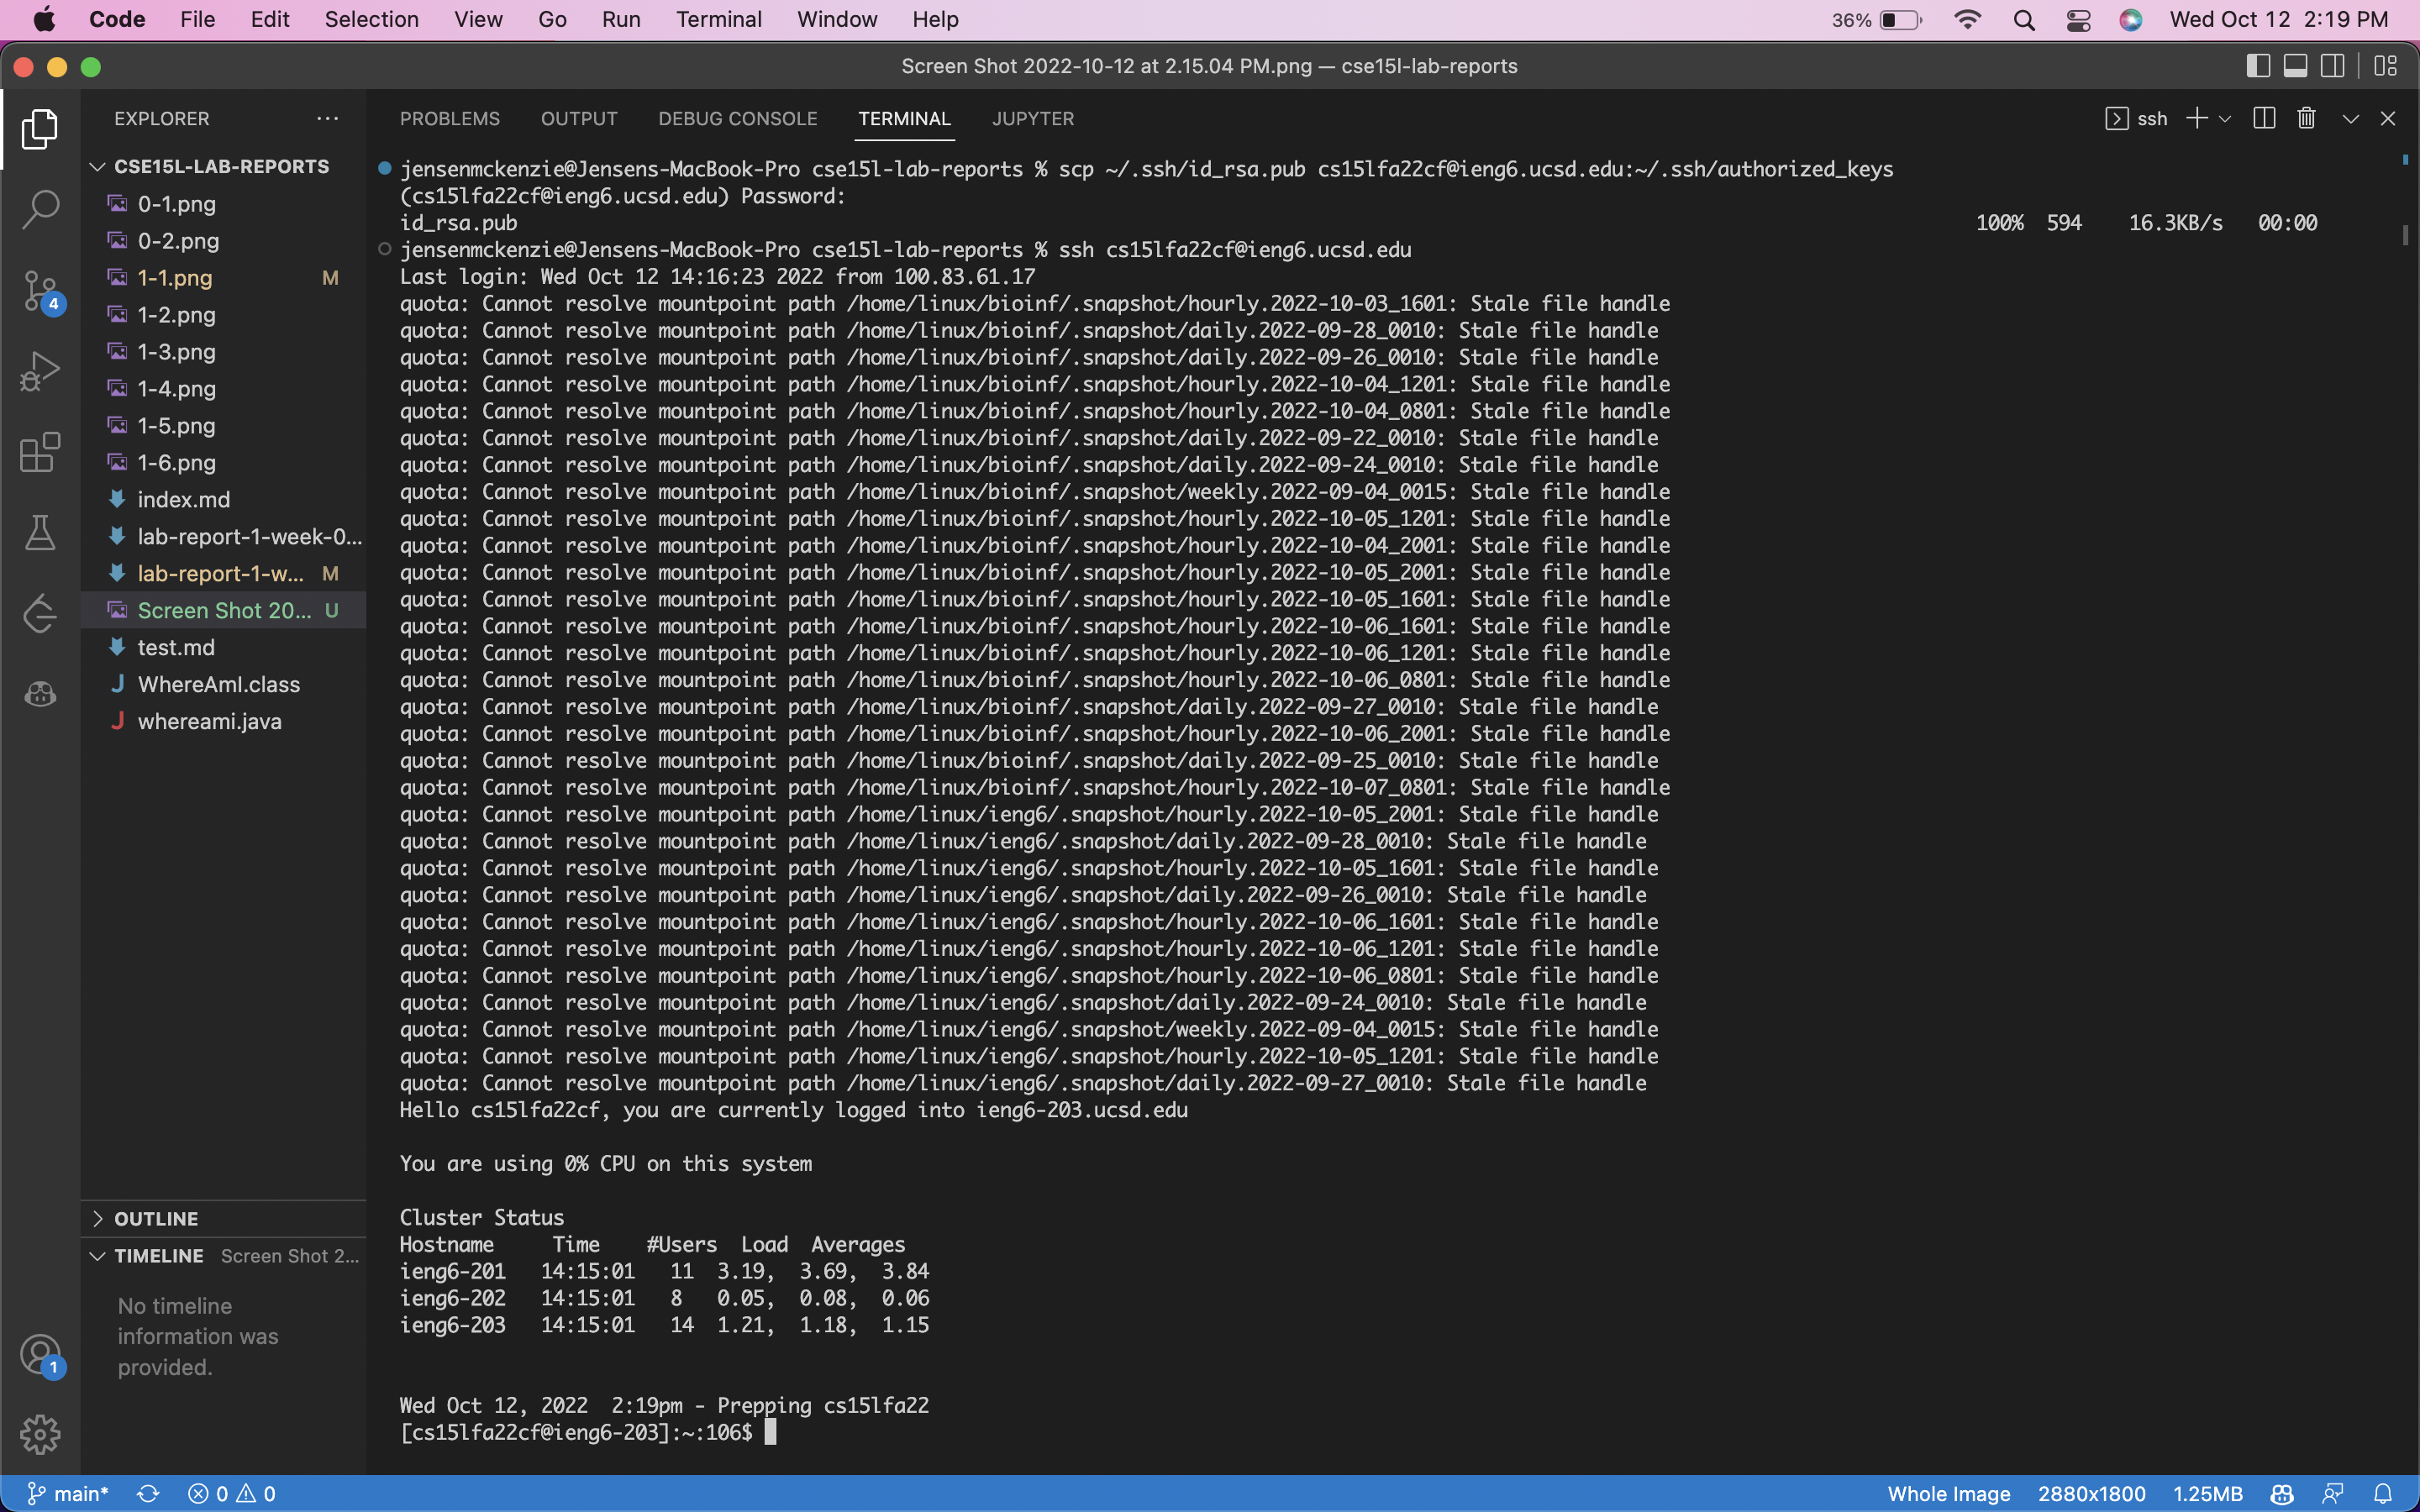 Code File Edit Selection View Go Run Terminal Window Help 36% Wed Oct 12 2:19 PM
Screen Shot 2022-10-12 at 2.15.04 PM.png — cse15l-lab-reports
EXPLORER ...
CSE15L-LAB-REPORTS
0-1.png
0-2.png
1-1.png M
1-2.png
1-3.png
1-4.png
1-5.png
1-6.png
index.md
lab-report-1-week-0...
lab-report-1-w... M
Screen Shot 20... U
test.md
WhereAmI.class
whereami.java
4
OUTLINE
TIMELINE Screen Shot 2...
No timeline
information was
provided.
1
PROBLEMS OUTPUT DEBUG CONSOLE TERMINAL JUPYTER ssh
jensenmckenzie@Jensens-MacBook-Pro cse15l-lab-reports % scp ~/.ssh/id_rsa.pub cs15lfa22cf@ieng6.ucsd.edu:~/.ssh/authorized_keys
(cs15lfa22cf@ieng6.ucsd.edu) Password:
id_rsa.pub 100% 594 16.3KB/s 00:00
jensenmckenzie@Jensens-MacBook-Pro cse15l-lab-reports % ssh cs15lfa22cf@ieng6.ucsd.edu
Last login: Wed Oct 12 14:16:23 2022 from 100.83.61.17
quota: Cannot resolve mountpoint path /home/linux/bioinf/.snapshot/hourly.2022-10-03_1601: Stale file handle
quota: Cannot resolve mountpoint path /home/linux/bioinf/.snapshot/daily.2022-09-28_0010: Stale file handle
quota: Cannot resolve mountpoint path /home/linux/bioinf/.snapshot/daily.2022-09-26_0010: Stale file handle
quota: Cannot resolve mountpoint path /home/linux/bioinf/.snapshot/hourly.2022-10-04_1201: Stale file handle
quota: Cannot resolve mountpoint path /home/linux/bioinf/.snapshot/hourly.2022-10-04_0801: Stale file handle
quota: Cannot resolve mountpoint path /home/linux/bioinf/.snapshot/daily.2022-09-22_0010: Stale file handle
quota: Cannot resolve mountpoint path /home/linux/bioinf/.snapshot/daily.2022-09-24_0010: Stale file handle
quota: Cannot resolve mountpoint path /home/linux/bioinf/.snapshot/weekly.2022-09-04_0015: Stale file handle
quota: Cannot resolve mountpoint path /home/linux/bioinf/.snapshot/hourly.2022-10-05_1201: Stale file handle
quota: Cannot resolve mountpoint path /home/linux/bioinf/.snapshot/hourly.2022-10-04_2001: Stale file handle
quota: Cannot resolve mountpoint path /home/linux/bioinf/.snapshot/hourly.2022-10-05_2001: Stale file handle
quota: Cannot resolve mountpoint path /home/linux/bioinf/.snapshot/hourly.2022-10-05_1601: Stale file handle
quota: Cannot resolve mountpoint path /home/linux/bioinf/.snapshot/hourly.2022-10-06_1601: Stale file handle
quota: Cannot resolve mountpoint path /home/linux/bioinf/.snapshot/hourly.2022-10-06_1201: Stale file handle
quota: Cannot resolve mountpoint path /home/linux/bioinf/.snapshot/hourly.2022-10-06_0801: Stale file handle
quota: Cannot resolve mountpoint path /home/linux/bioinf/.snapshot/daily.2022-09-27_0010: Stale file handle
quota: Cannot resolve mountpoint path /home/linux/bioinf/.snapshot/hourly.2022-10-06_2001: Stale file handle
quota: Cannot resolve mountpoint path /home/linux/bioinf/.snapshot/daily.2022-09-25_0010: Stale file handle
quota: Cannot resolve mountpoint path /home/linux/bioinf/.snapshot/hourly.2022-10-07_0801: Stale file handle
quota: Cannot resolve mountpoint path /home/linux/ieng6/.snapshot/hourly.2022-10-05_2001: Stale file handle
quota: Cannot resolve mountpoint path /home/linux/ieng6/.snapshot/daily.2022-09-28_0010: Stale file handle
quota: Cannot resolve mountpoint path /home/linux/ieng6/.snapshot/hourly.2022-10-05_1601: Stale file handle
quota: Cannot resolve mountpoint path /home/linux/ieng6/.snapshot/daily.2022-09-26_0010: Stale file handle
quota: Cannot resolve mountpoint path /home/linux/ieng6/.snapshot/hourly.2022-10-06_1601: Stale file handle
quota: Cannot resolve mountpoint path /home/linux/ieng6/.snapshot/hourly.2022-10-06_1201: Stale file handle
quota: Cannot resolve mountpoint path /home/linux/ieng6/.snapshot/hourly.2022-10-06_0801: Stale file handle
quota: Cannot resolve mountpoint path /home/linux/ieng6/.snapshot/daily.2022-09-24_0010: Stale file handle
quota: Cannot resolve mountpoint path /home/linux/ieng6/.snapshot/weekly.2022-09-04_0015: Stale file handle
quota: Cannot resolve mountpoint path /home/linux/ieng6/.snapshot/hourly.2022-10-05_1201: Stale file handle
quota: Cannot resolve mountpoint path /home/linux/ieng6/.snapshot/daily.2022-09-27_0010: Stale file handle
Hello cs15lfa22cf, you are currently logged into ieng6-203.ucsd.edu
You are using 0% CPU on this system
Cluster Status
Hostname Time #Users Load Averages
ieng6-201 14:15:01 11 3.19, 3.69, 3.84
ieng6-202 14:15:01 8 0.05, 0.08, 0.06
ieng6-203 14:15:01 14 1.21, 1.18, 1.15
Wed Oct 12, 2022 2:19pm - Prepping cs15lfa22
[cs15lfa22cf@ieng6-203]:~:106$
main* 0 0 Whole Image 2880x1800 1.25MB